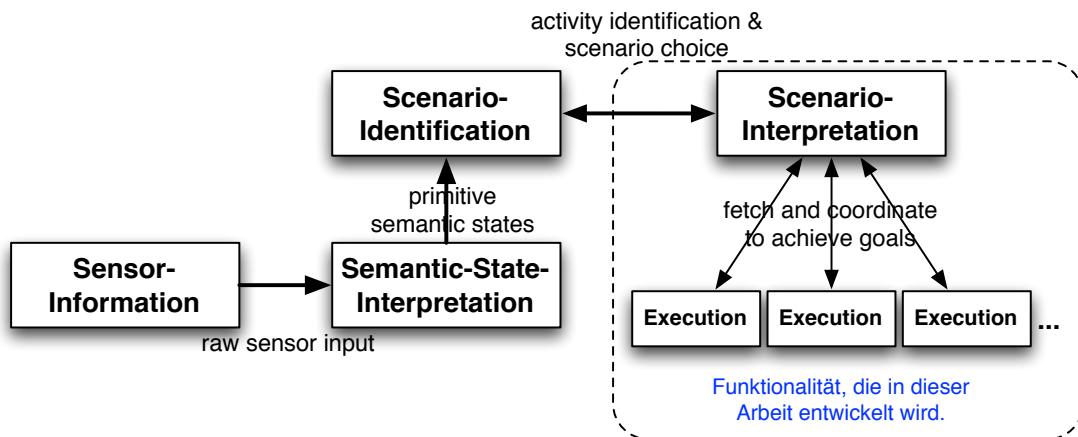 activity identification &
scenario choice
Scenario-
Identification
Scenario-
Interpretation
primitive
semantic states
fetch and coordinate
to achieve goals
Sensor-
Information
Semantic-State-
Interpretation
raw sensor input
Execution
Execution
Execution
...
Funktionalität, die in dieser
Arbeit entwickelt wird.